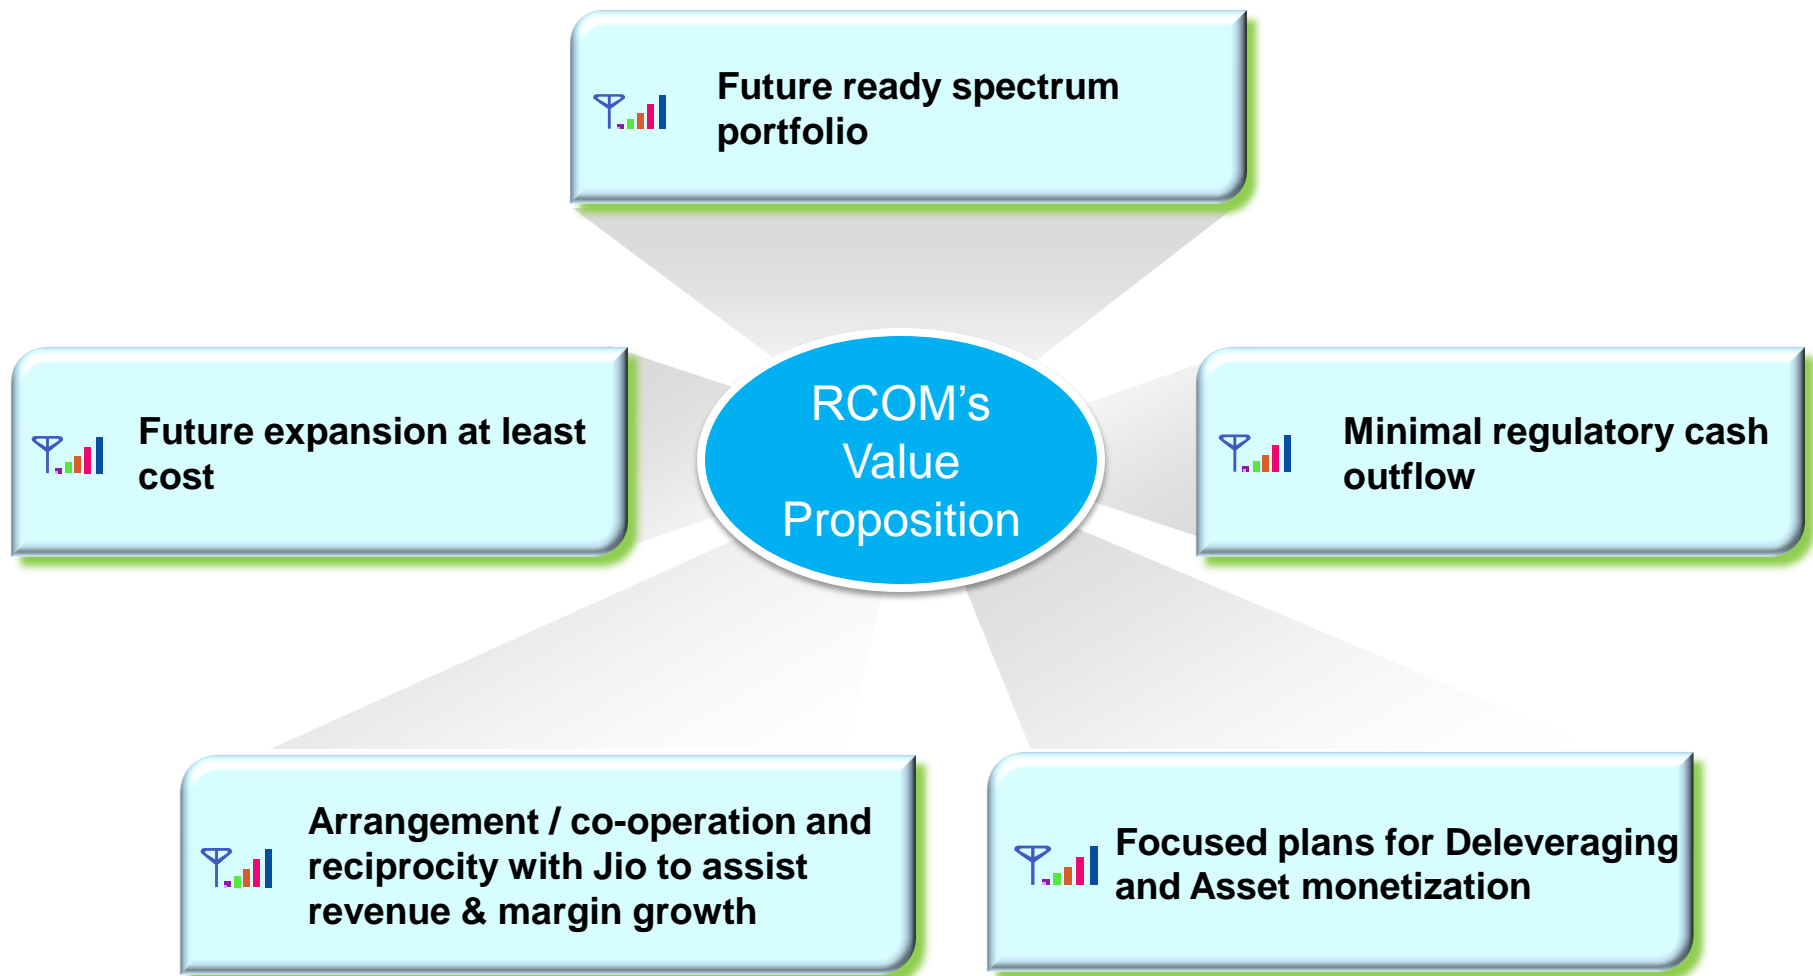 Future ready spectrum
portfolio
Future expansion at least
cost
RCOM’s
Value
Proposition
Minimal regulatory cash
outflow
Arrangement / co-operation and
reciprocity with Jio to assist
revenue & margin growth
Focused plans for Deleveraging
and Asset monetization